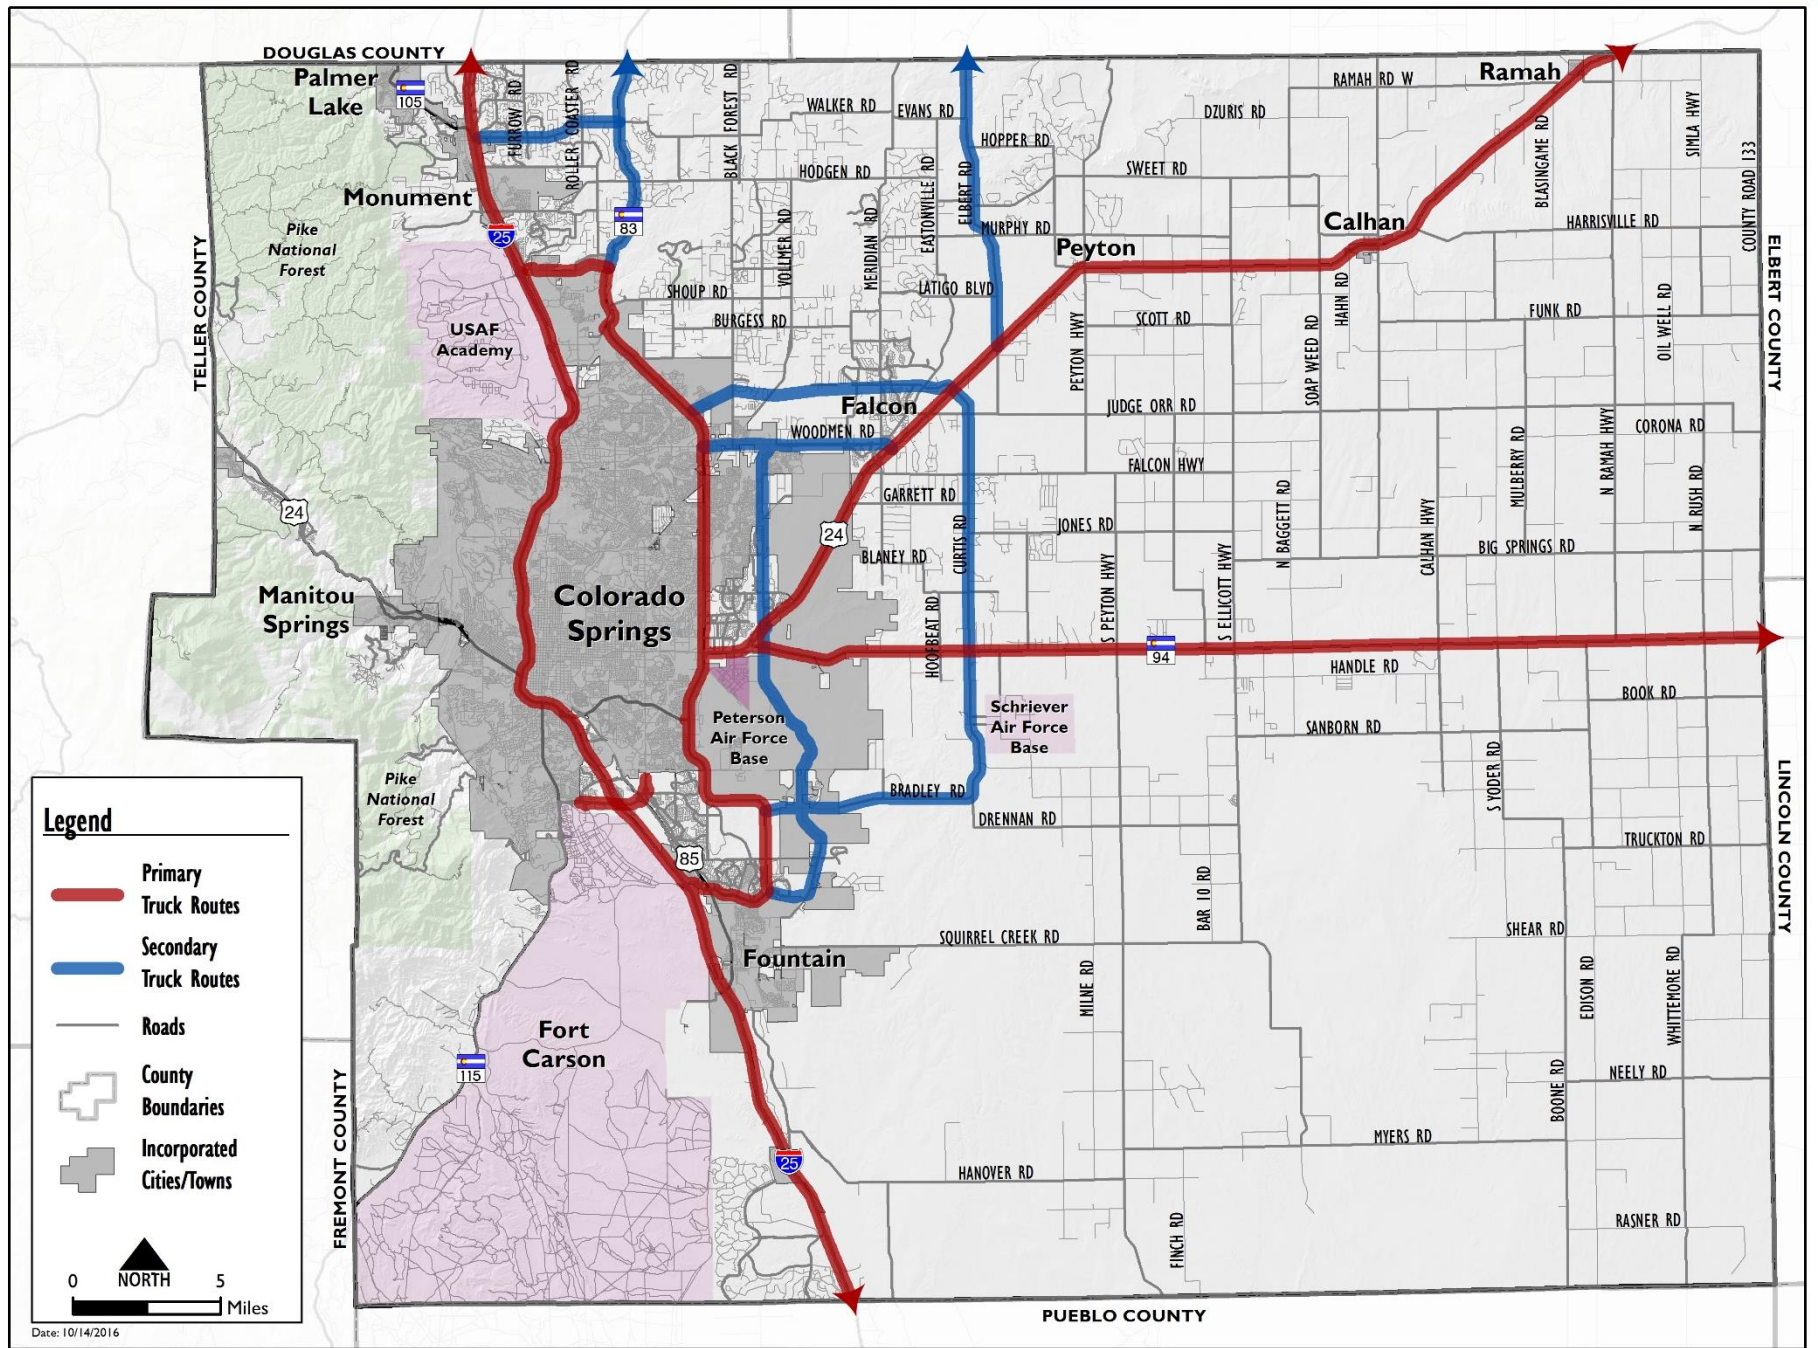 DOUGLAS COUNTY
Palmer
Lake
105
FURROW RD
ROLLER COASTER RD
BLACK FOREST RD
WALKER RD
EVANS RD
HOPPER RD
DZURIS RD
RAMAH RD W
Ramah
SIMLA HWY
BLASINGAME RD
COUNTY ROAD 133
Monument
25
83
HODGEN RD
VOLLMER RD
MERIDIAN RD
EASTONVILLE RD
ELBERT RD
MURPHY RD
SWEET RD
Peyton
Calhan
HARRISVILLE RD
Pike
National
Forest
TELLER COUNTY
ELBERT COUNTY
USAF
Academy
SHOUP RD
BURGESS RD
LATIGO BLVD
PEYTON HWY
SCOTT RD
SOAP WEED RD
HAHN RD
FUNK RD
OIL WELL RD
Falcon
WOODMEN RD
JUDGE ORR RD
FALCON HWY
CORONA RD
MULBERRY RD
N RAMAH HWY
N RUSH RD
24
24
GARRETT RD
BLANEY RD
CURTIS RD
JONES RD
N BAGGETT RD
CALHAN HWY
BIG SPRINGS RD
Manitou
Springs
Colorado
Springs
HOOFBEAT RD
S PEYTON HWY
S ELLICOTT HWY
94
HANDLE RD
BOOK RD
Peterson
Air Force
Base
Schriever
Air Force
Base
SANBORN RD
S YODER RD
LINCOLN COUNTY
Pike
National
Forest
BRADLEY RD
DRENNAN RD
TRUCKTON RD
85
BAR 10 RD
SQUIRREL CREEK RD
SHEAR RD
Fountain
MILNE RD
EDISON RD
WHITTEMORE RD
Fort
Carson
115
FREMONT COUNTY
BOONE RD
NEELY RD
MYERS RD
25
HANOVER RD
FINCH RD
RASNER RD
PUEBLO COUNTY
Legend
Primary
Truck Routes
Secondary
Truck Routes
Roads
County
Boundaries
Incorporated
Cities/Towns
NORTH
0 5
Miles
Date: 10/14/2016